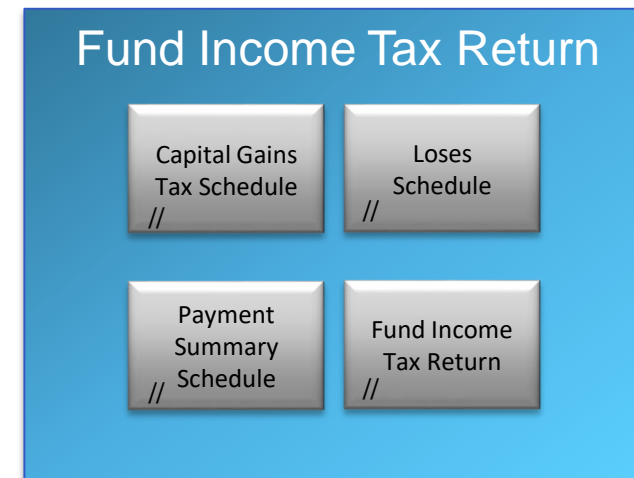 Fund Income Tax Return
Capital Gains
Tax Schedule
//
Loses
Schedule
//
Payment
Summary
Schedule
//
Fund Income
Tax Return
//